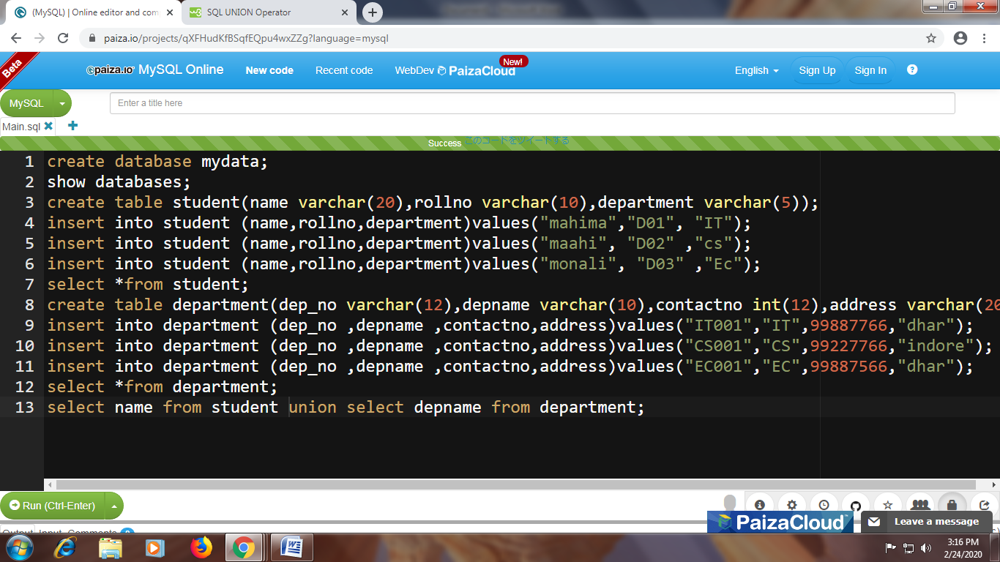 (MySQL) | Online editor and com
SQL UNION Operator
paiza.io/projects/qXFHudKfBSqfEQpu4wxZZg?language=mysql
Beta
paiza.IO MySQL Online
New code
Recent code
WebDev PaizaCloud
New!
English
Sign Up
Sign In
MySQL
Enter a title here
Main.sql
Success このコードをツイートする
1 create database mydata;
2 show databases;
3 create table student(name varchar(20),rollno varchar(10),department varchar(5));
4 insert into student (name,rollno,department)values("mahima","D01", "IT");
5 insert into student (name,rollno,department)values("maahi", "D02" ,"cs");
6 insert into student (name,rollno,department)values("monali", "D03" ,"Ec");
7 select *from student;
8 create table department(dep_no varchar(12),depname varchar(10),contactno int(12),address varchar(20
9 insert into department (dep_no ,depname ,contactno,address)values("IT001","IT",99887766,"dhar");
10 insert into department (dep_no ,depname ,contactno,address)values("CS001","CS",99227766,"indore");
11 insert into department (dep_no ,depname ,contactno,address)values("EC001","EC",99887566,"dhar");
12 select *from department;
13 select name from student union select depname from department;
Run (Ctrl-Enter)
Output Input Comments
PaizaCloud
Leave a message
3:16 PM
2/24/2020